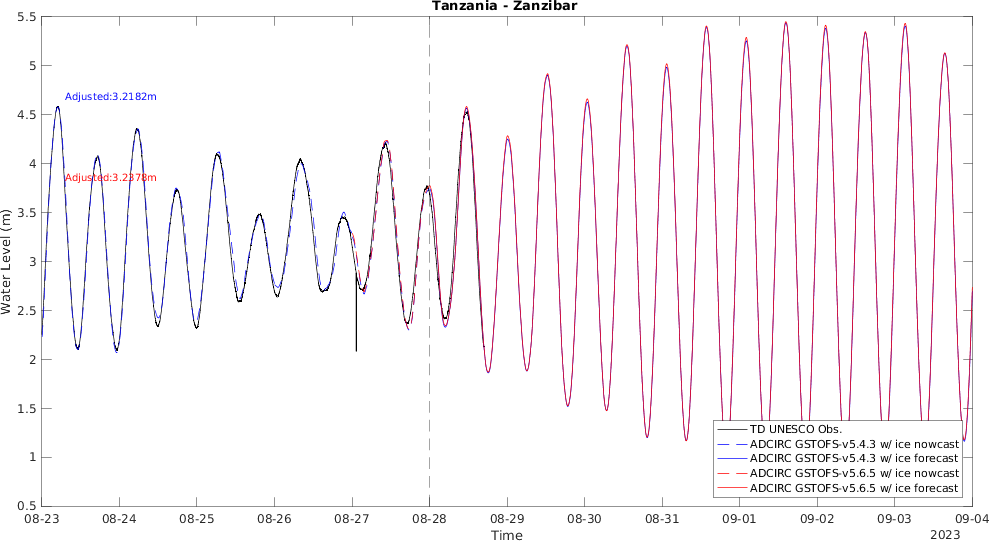 Tanzania - Zanzibar
Water Level (m)
5.5
5
4.5
4
3.5
3
2.5
2
1.5
1
0.5
Adjusted:3.2182m
Adjusted:3.2378m
TD UNESCO Obs.
ADCIRC GSTOFS-v5.4.3 w/ ice nowcast
ADCIRC GSTOFS-v5.4.3 w/ ice forecast
ADCIRC GSTOFS-v5.6.5 w/ ice nowcast
ADCIRC GSTOFS-v5.6.5 w/ ice forecast
08-23 08-24 08-25 08-26 08-27 08-28 08-29 08-30 08-31 09-01 09-02 09-03 09-04
Time
2023